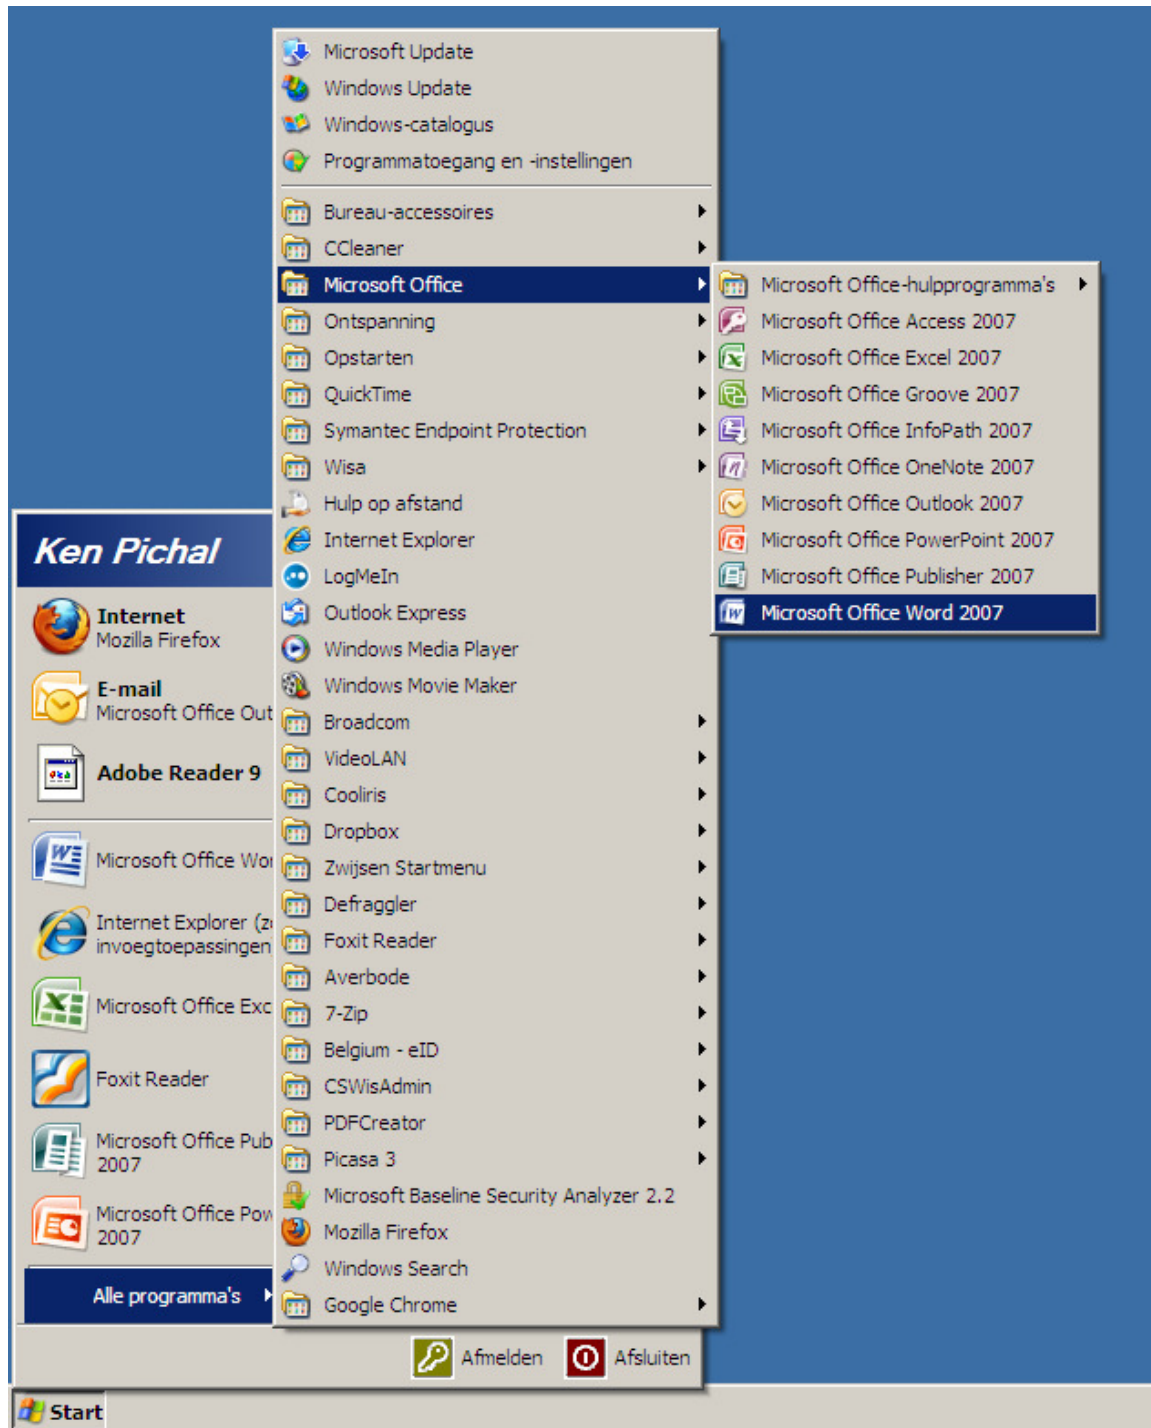 Microsoft Update
Windows Update
Windows-catalogus
Programmatoegang en -instellingen
Bureau-accessoires
CCleaner
Microsoft Office
Ontspanning
Opstarten
QuickTime
Symantec Endpoint Protection
Wisa
Hulp op afstand
Internet Explorer
LogMeIn
Outlook Express
Windows Media Player
Windows Movie Maker
Broadcom
VideoLAN
Cooliris
Dropbox
Zwijsen Startmenu
Defraggler
Foxit Reader
Averbode
7-Zip
Belgium - eID
CSWisAdmin
PDFCreator
Picasa 3
Microsoft Baseline Security Analyzer 2.2
Mozilla Firefox
Windows Search
Google Chrome
Microsoft Office-hulpprogramma's
Microsoft Office Access 2007
Microsoft Office Excel 2007
Microsoft Office Groove 2007
Microsoft Office InfoPath 2007
Microsoft Office OneNote 2007
Microsoft Office Outlook 2007
Microsoft Office PowerPoint 2007
Microsoft Office Publisher 2007
Microsoft Office Word 2007
Ken Pichal
Internet
Mozilla Firefox
E-mail
Microsoft Office Out
Adobe Reader 9
Microsoft Office Wor
Internet Explorer (zo
invoegtoepassingen
Microsoft Office Exc
Foxit Reader
Microsoft Office Pub
2007
Microsoft Office Pow
2007
Alle programma's
Afmelden
Afsluiten
Start